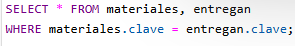 SELECT * FROM materiales, entregan
WHERE materiales.clave = entregan.clave;